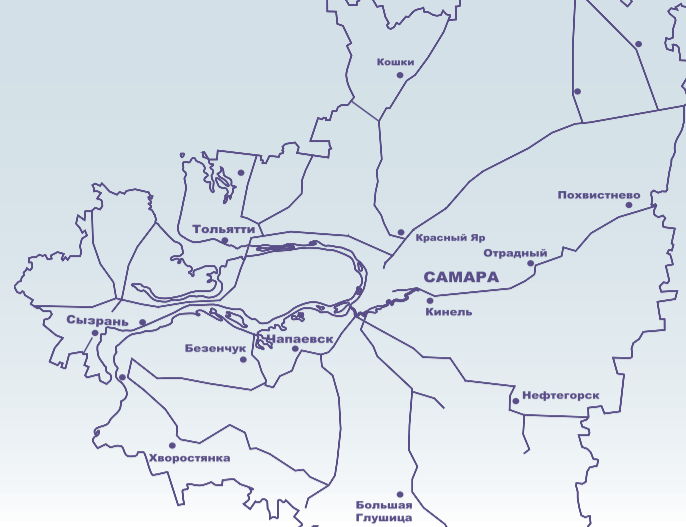 Кошки
Похвистнево
Тольятти
Красный Яр
Отрадный
САМАРА
Кинель
Сызрань
Чапаевск
Безенчук
Нефтегорск
Хворостянка
Большая
Глушица